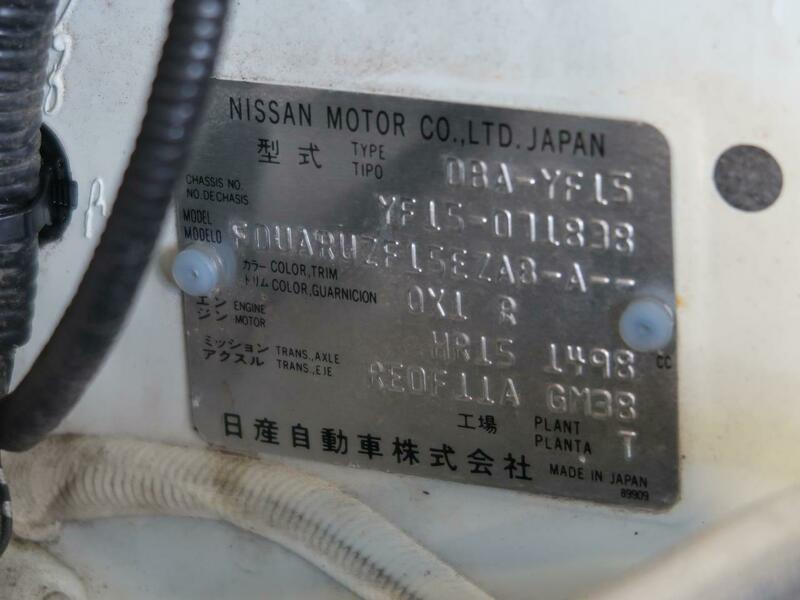 NISSAN MOTOR CO.,LTD. JAPAN
型式 TYPE TIPO DBA-YF15
CHASSIS NO. NO. DE CHASIS YF15-071838
MODEL MODELO FDUARUZF15EZA8-A--
カラー COLOR,TRIM
トリム COLOR,GUARNICION QX1 R
エンジン ENGINE MOTOR HR15 1498 CC
ミッション TRANS.,AXLE
アクスル TRANS.,EJE RE0F11A GM38
工場 PLANT PLANTA T
日産自動車株式会社 MADE IN JAPAN
89909